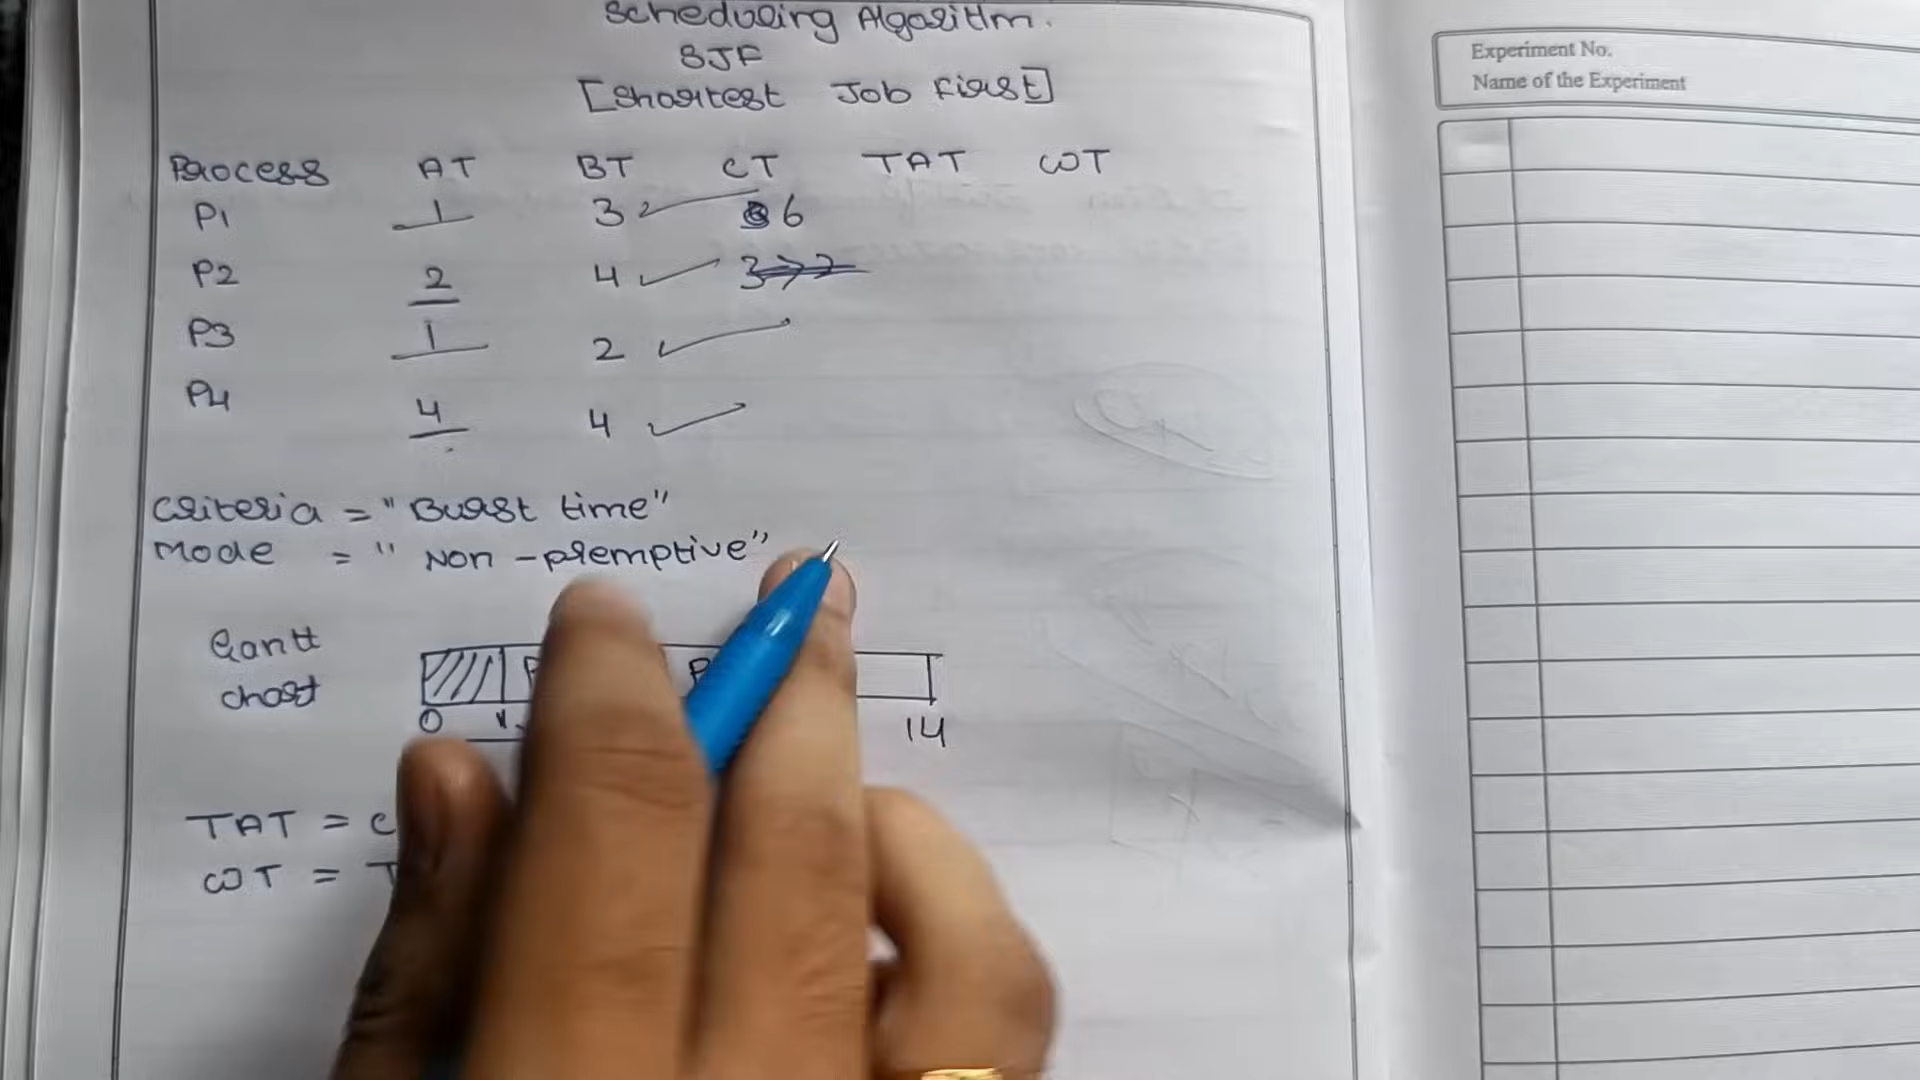 Scheduling Algorithm.
SJF
[Shortest Job First]
Process AT BT CT TAT WT
P1 1 3 6
P2 2 4 3
P3 1 2
P4 4 4
Criteria = "Burst time"
Mode = "Non-premptive"
Gantt
chart
P P
0 14
TAT = C
WT = T
Experiment No.
Name of the Experiment